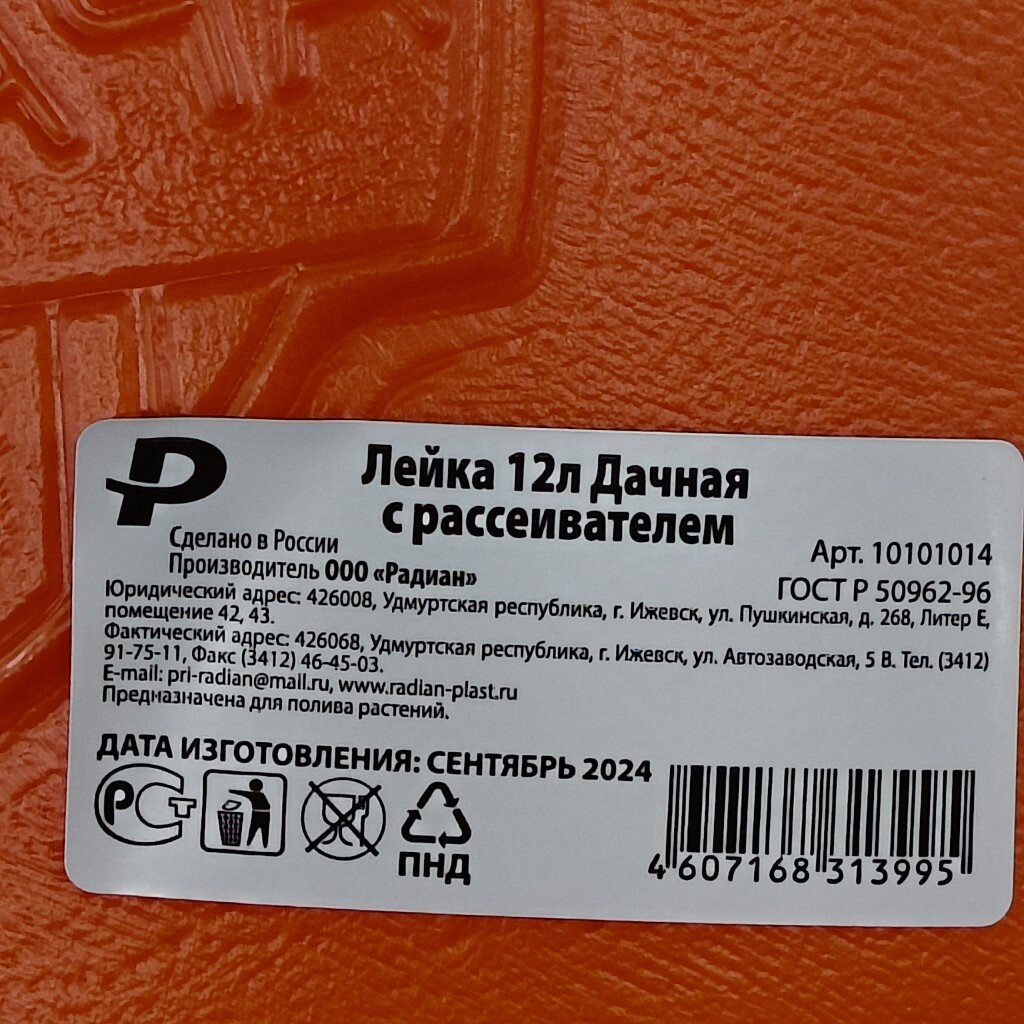 Лейка 12л Дачная
с рассеивателем
Сделано в России
Арт. 10101014
Производитель ООО «Радиан»
ГОСТ Р 50962-96
Юридический адрес: 426008, Удмуртская республика, г. Ижевск, ул. Пушкинская, д. 268, Литер Е,
помещение 42, 43.
Фактический адрес: 426068, Удмуртская республика, г. Ижевск, ул. Автозаводская, 5 В. Тел. (3412)
91-75-11, Факс (3412) 46-45-03.
E-mail: pri-radian@mail.ru, www.radian-plast.ru
Предназначена для полива растений.
ДАТА ИЗГОТОВЛЕНИЯ: СЕНТЯБРЬ 2024
РСТ
ПНД
4 607168 313995